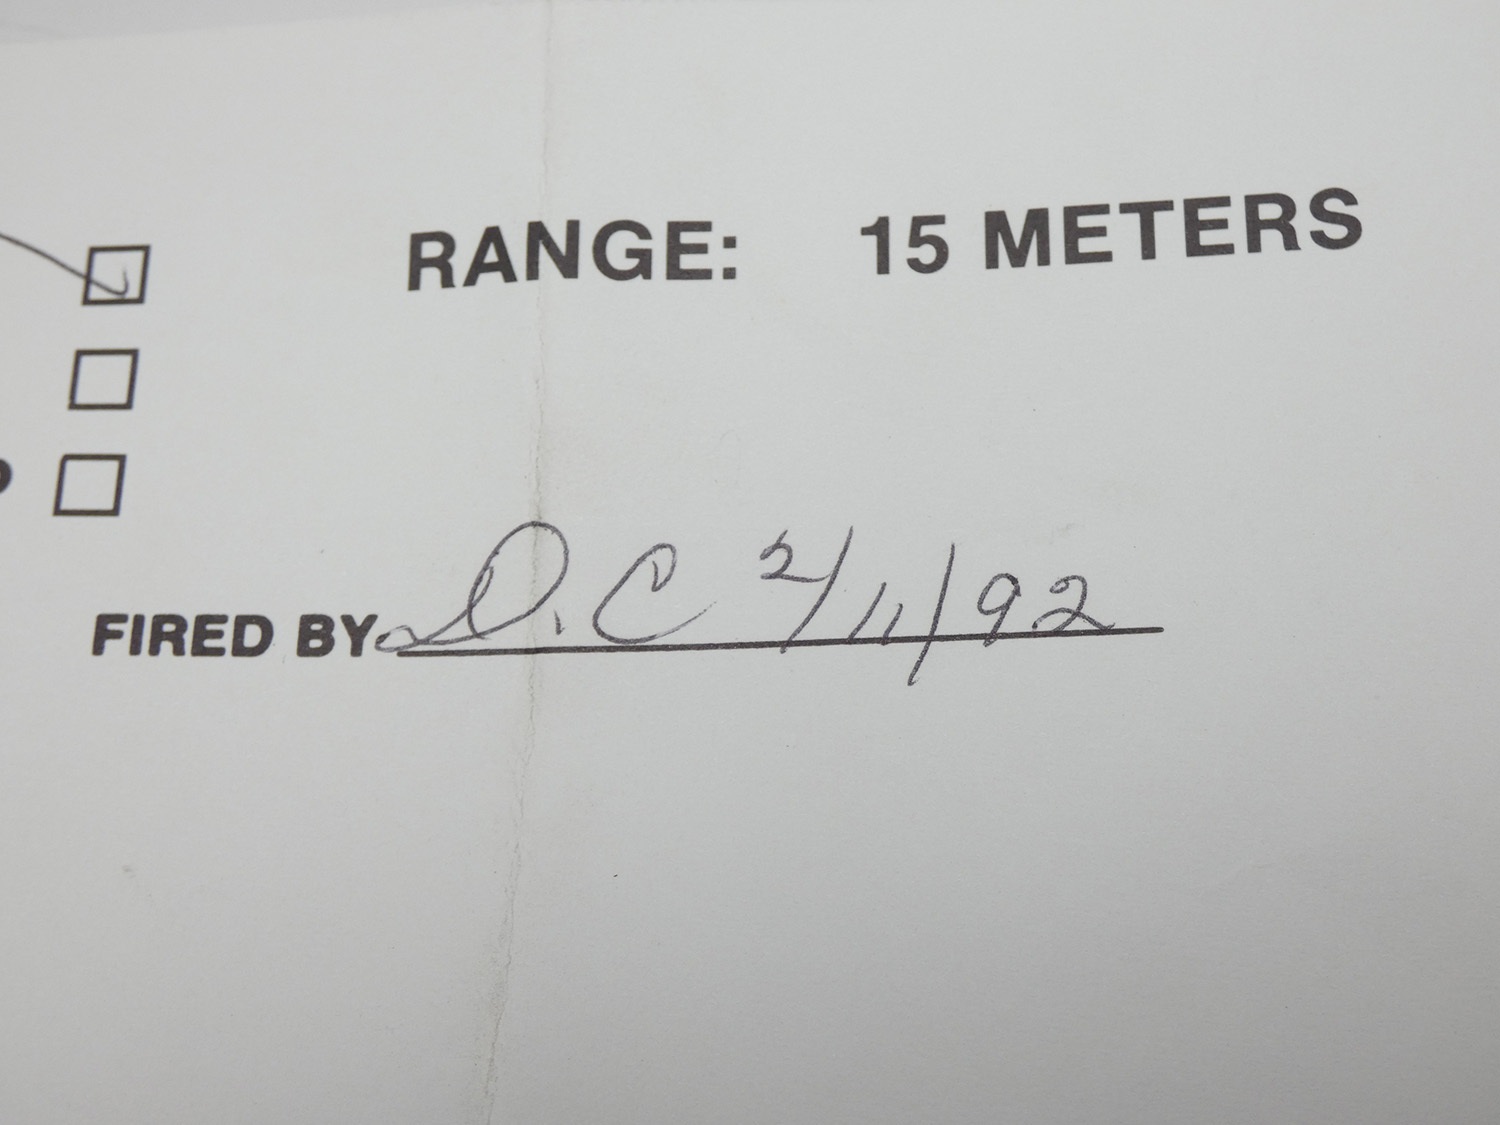 RANGE: 15 METERS
FIRED BY D. C 2/11/92